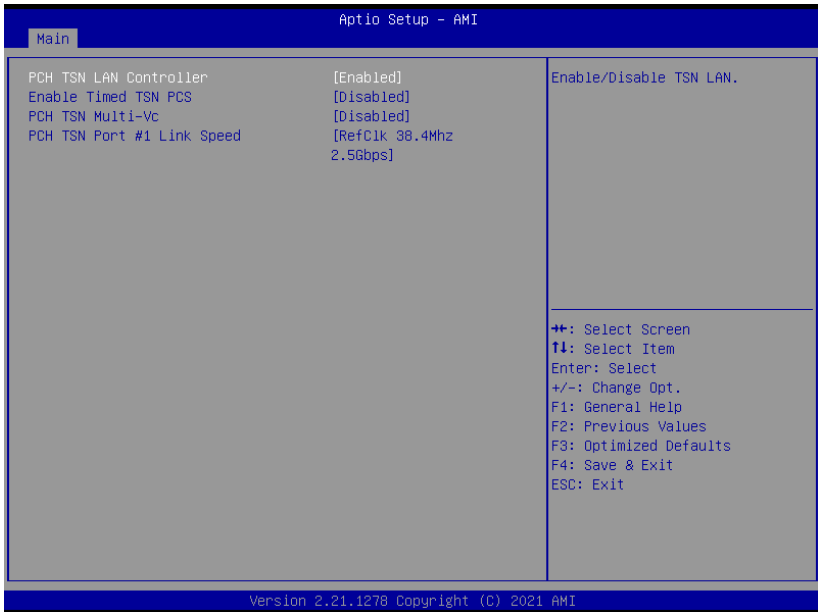 Aptio Setup – AMI
Main
PCH TSN LAN Controller [Enabled]
Enable Timed TSN PCS [Disabled]
PCH TSN Multi-Vc [Disabled]
PCH TSN Port #1 Link Speed [RefClk 38.4Mhz
2.5Gbps]
Enable/Disable TSN LAN.
→←: Select Screen
↑↓: Select Item
Enter: Select
+/-: Change Opt.
F1: General Help
F2: Previous Values
F3: Optimized Defaults
F4: Save & Exit
ESC: Exit
Version 2.21.1278 Copyright (C) 2021 AMI